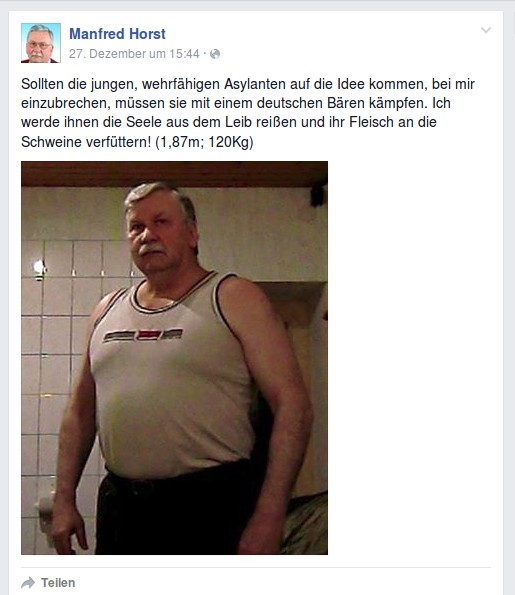 Manfred Horst
27. Dezember um 15:44 ·
Sollten die jungen, wehrfähigen Asylanten auf die Idee kommen, bei mir
einzubrechen, müssen sie mit einem deutschen Bären kämpfen. Ich
werde ihnen die Seele aus dem Leib reißen und ihr Fleisch an die
Schweine verfüttern! (1,87m; 120Kg)
Teilen